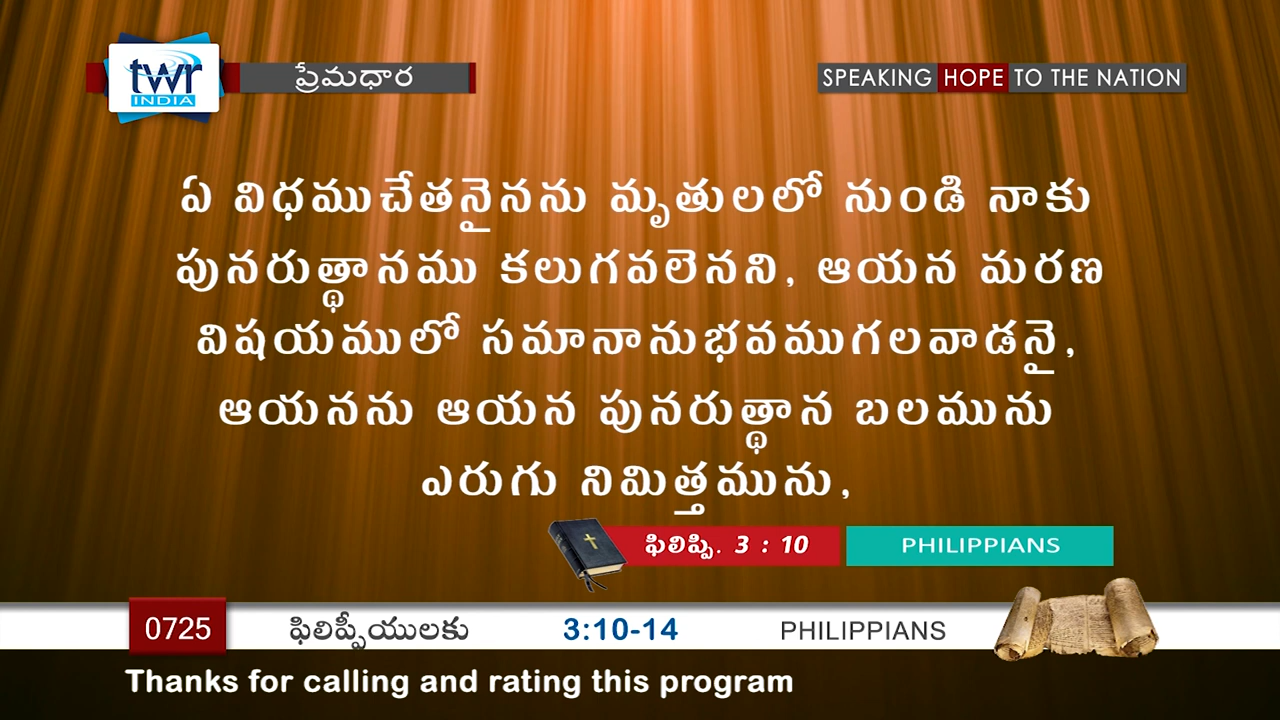 twr
INDIA
ప్రేమధార
SPEAKING HOPE TO THE NATION
ఏ విధముచేతనైనను మృతులలో నుండి నాకు
పునరుత్థానము కలుగవలెనని, ఆయన మరణ
విషయములో సమానానుభవముగలవాడనై,
ఆయనను ఆయన పునరుత్థాన బలమును
ఎరుగు నిమిత్తమును,
ఫిలిప్పి. 3 : 10
PHILIPPIANS
0725 ఫిలిప్పీయులకు 3:10-14 PHILIPPIANS
Thanks for calling and rating this program